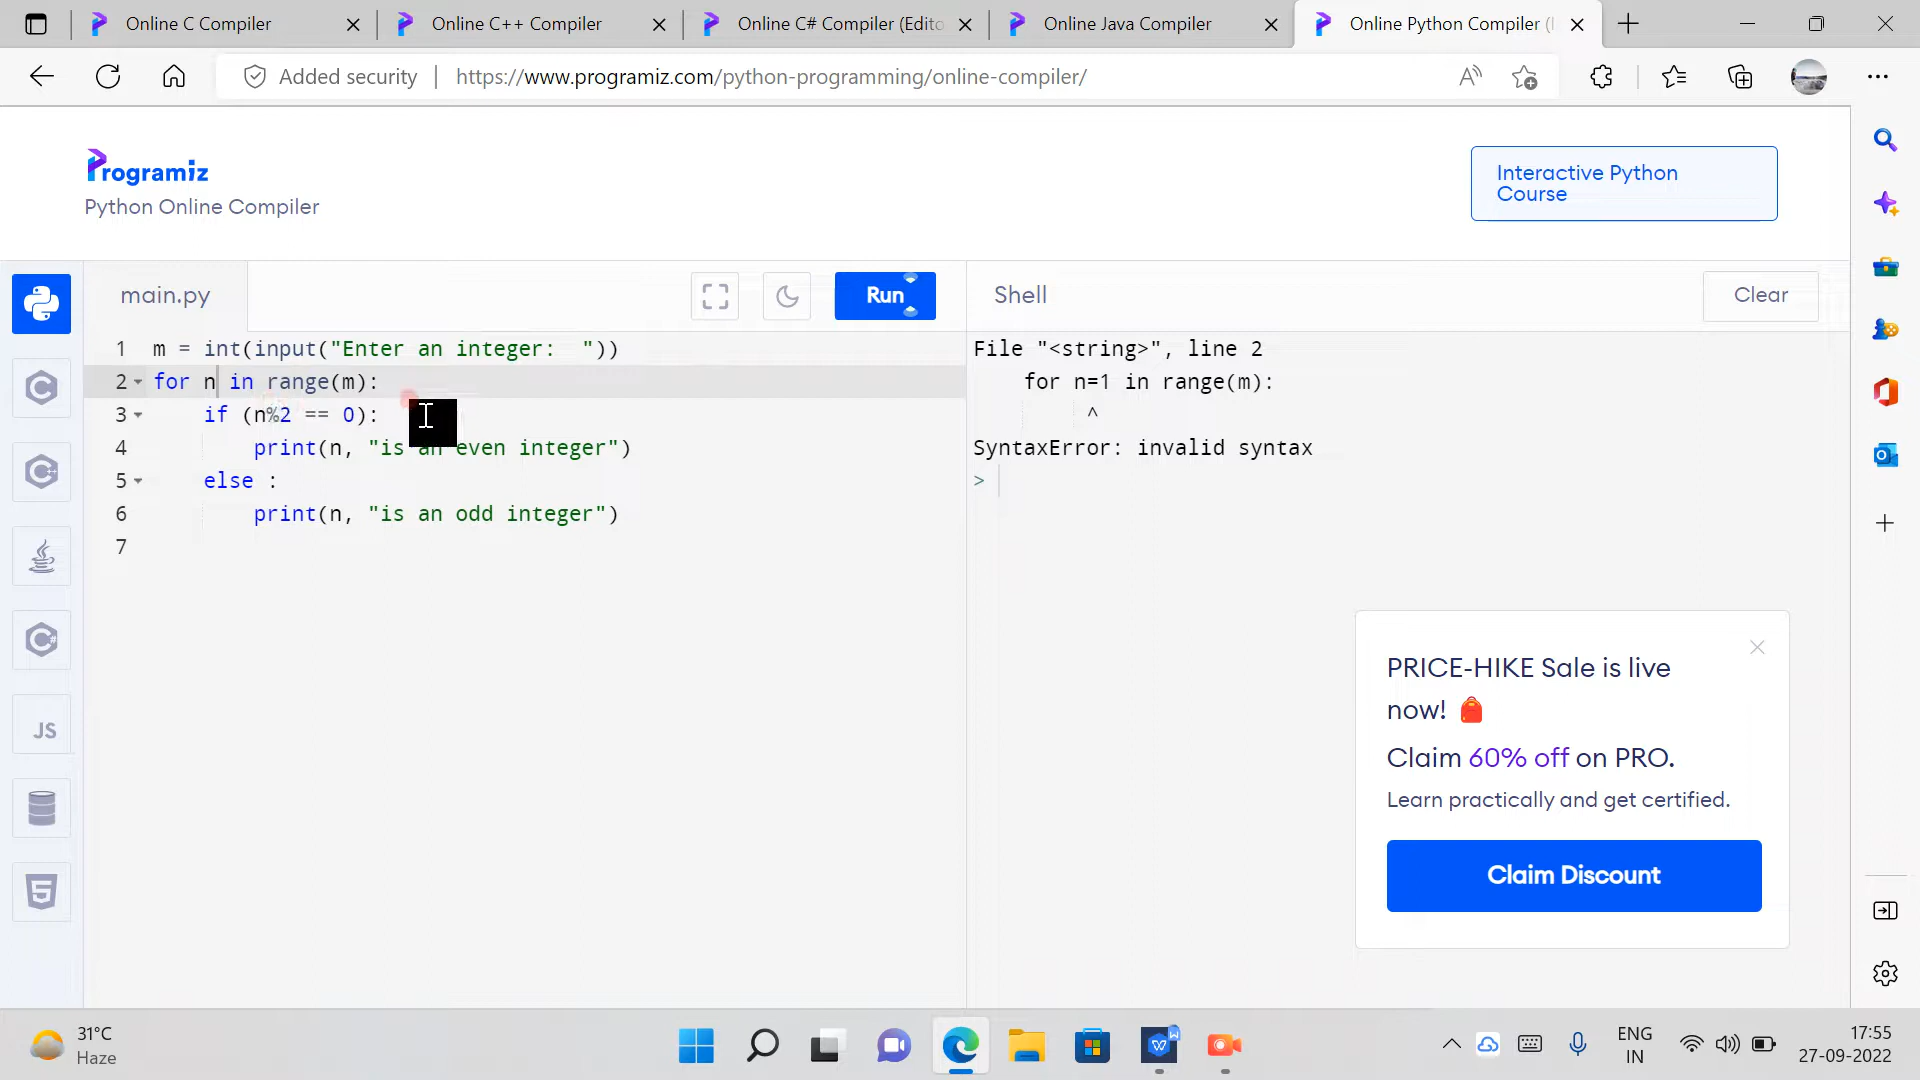 Online C Compiler
Online C++ Compiler
Online C# Compiler (Edito
Online Java Compiler
Online Python Compiler (I
Added security
https://www.programiz.com/python-programming/online-compiler/
Programiz
Python Online Compiler
Interactive Python
Course
main.py
Run
Shell
Clear
1 m = int(input("Enter an integer:  "))
2 for n in range(m):
3 if (n%2 == 0):
4 print(n, "is an even integer")
5 else :
6 print(n, "is an odd integer")
7
File "<string>", line 2
for n=1 in range(m):
^
SyntaxError: invalid syntax
>
JS
PRICE-HIKE Sale is live
now!
Claim 60% off on PRO.
Learn practically and get certified.
Claim Discount
31°C
Haze
ENG
IN
17:55
27-09-2022